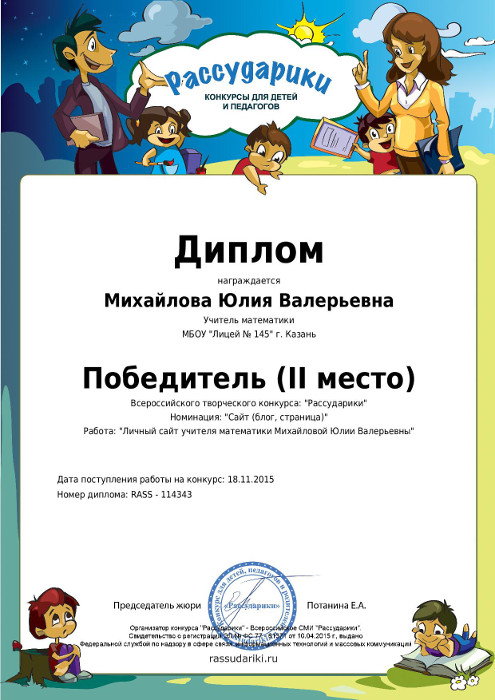 Рассударики
КОНКУРСЫ ДЛЯ ДЕТЕЙ
И ПЕДАГОГОВ
Диплом
награждается
Михайлова Юлия Валерьевна
Учитель математики
МБОУ "Лицей № 145" г. Казань
Победитель (II место)
Всероссийского творческого конкурса: "Рассударики"
Номинация: "Сайт (блог, страница)"
Работа: "Личный сайт учителя математики Михайловой Юлии Валерьевны"
Дата поступления работы на конкурс: 18.11.2015
Номер диплома: RASS - 114343
Председатель жюри
«Рассударики»
Потанина Е.А.
Организатор конкурса "Рассударики" - Всероссийское СМИ "Рассударики".
Свидетельство о регистрации ФС 77 - от 10.04.2015 г., выдано
Федеральной службой по надзору в сфере связи, информационных технологий и массовых коммуникаций
rassudariki.ru